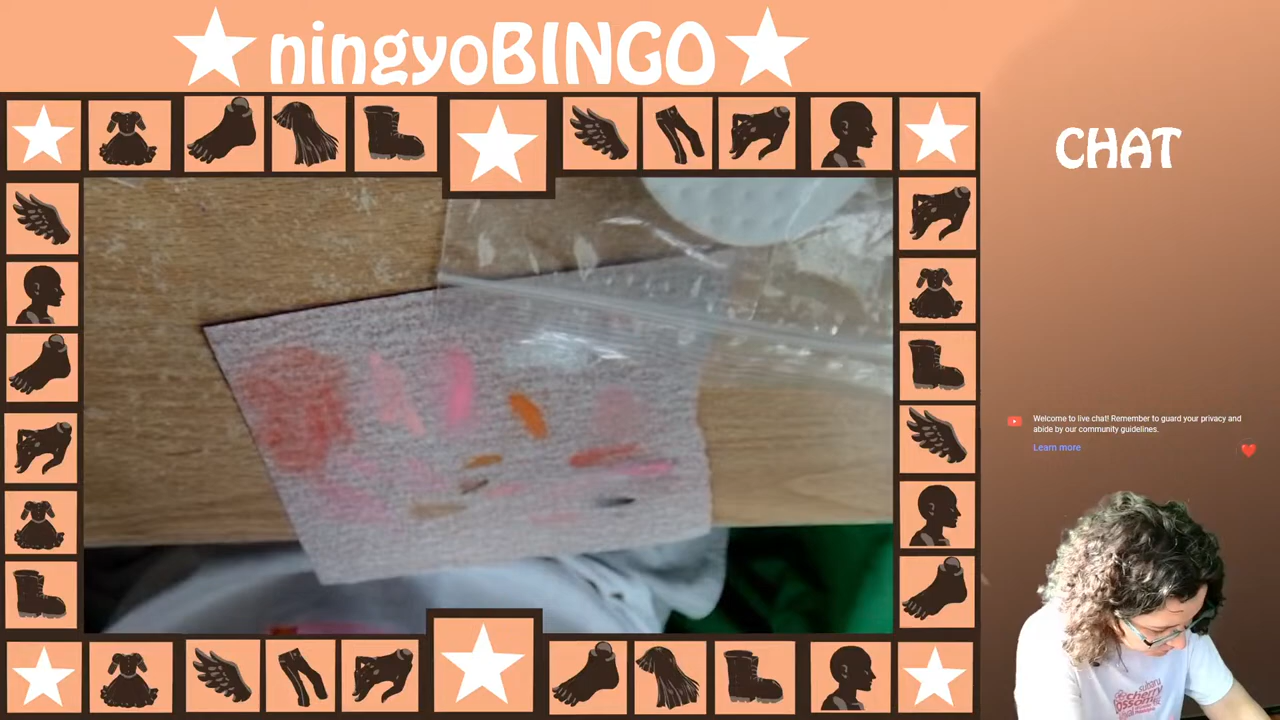 ningyoBINGO
CHAT
Welcome to live chat! Remember to guard your privacy and
abide by our community guidelines.
Learn more
cherry